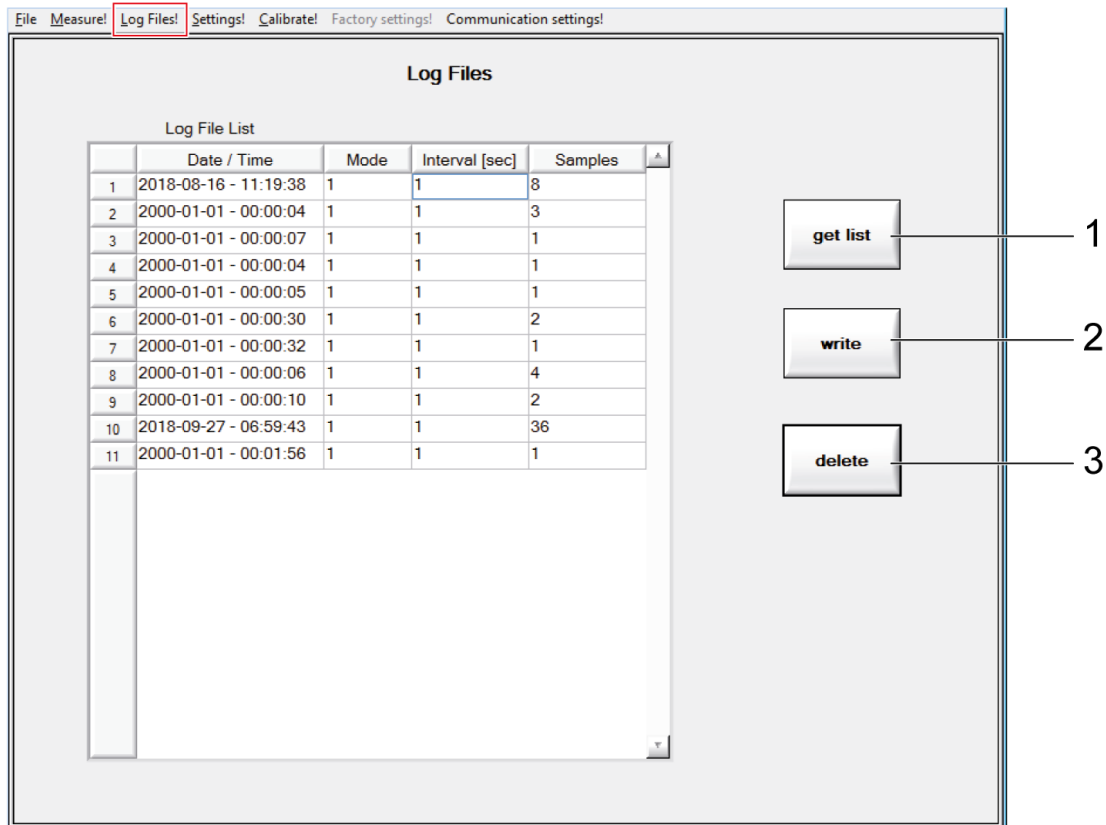 File Measure! Log Files! Settings! Calibrate! Factory settings! Communication settings!
Log Files
Log File List
Date / Time Mode Interval [sec] Samples
1 2018-08-16 - 11:19:38 1 1 8
2 2000-01-01 - 00:00:04 1 1 3
3 2000-01-01 - 00:00:07 1 1 1
4 2000-01-01 - 00:00:04 1 1 1
5 2000-01-01 - 00:00:05 1 1 1
6 2000-01-01 - 00:00:30 1 1 2
7 2000-01-01 - 00:00:32 1 1 1
8 2000-01-01 - 00:00:06 1 1 4
9 2000-01-01 - 00:00:10 1 1 2
10 2018-09-27 - 06:59:43 1 1 36
11 2000-01-01 - 00:01:56 1 1 1
get list 1
write 2
delete 3